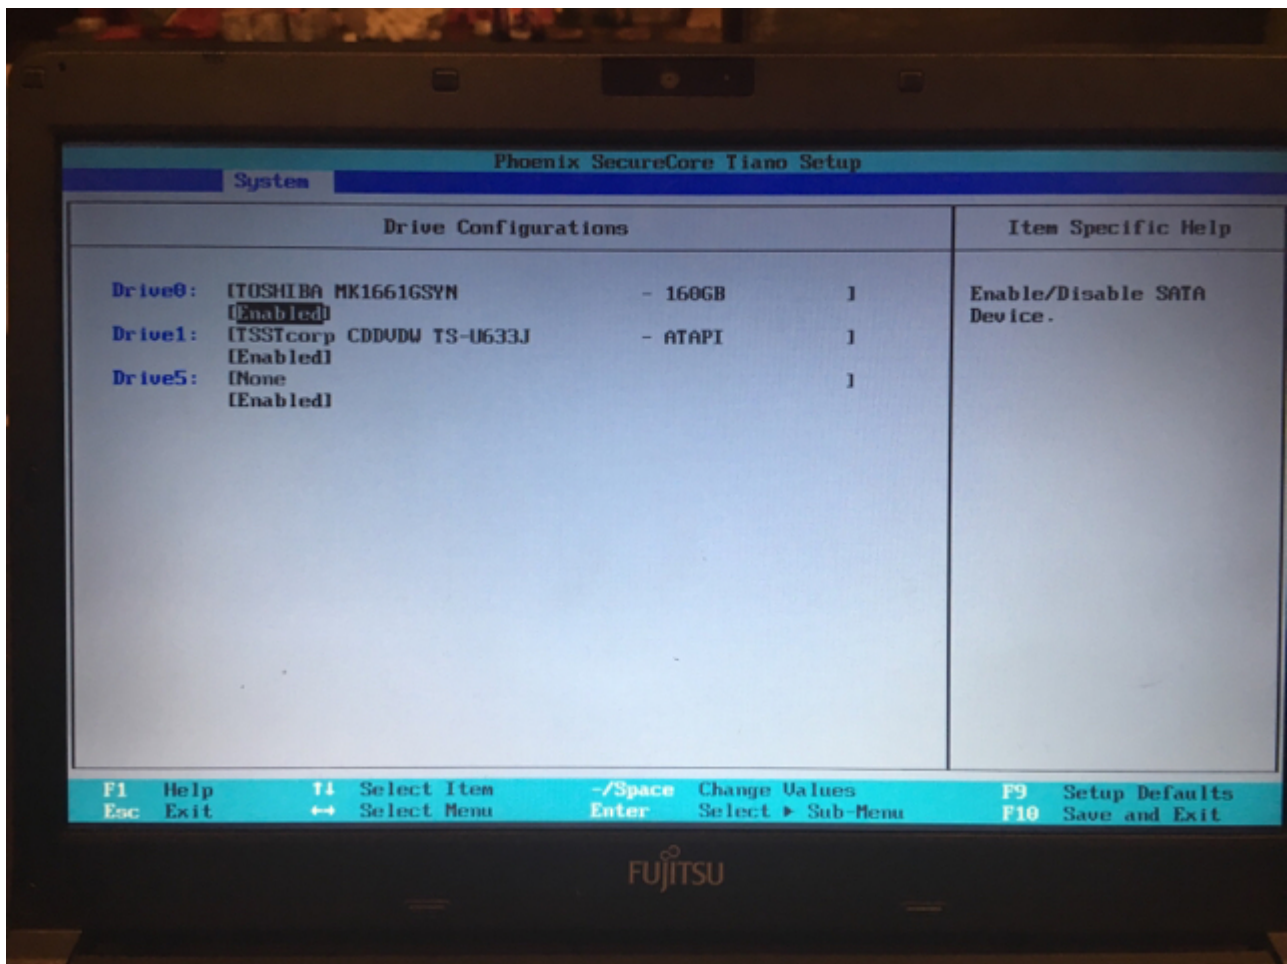 Phoenix SecureCore Tiano Setup
System
Drive Configurations
Item Specific Help
Drive0: [TOSHIBA MK1661GSYN - 160GB ]
[Enabled]
Drive1: [TSSTcorp CDDVDW TS-U633J - ATAPI ]
[Enabled]
Drive5: [None ]
[Enabled]
Enable/Disable SATA
Device.
F1 Help ↑↓ Select Item -/Space Change Values F9 Setup Defaults
Esc Exit ↔ Select Menu Enter Select ▶ Sub-Menu F10 Save and Exit
FUJITSU